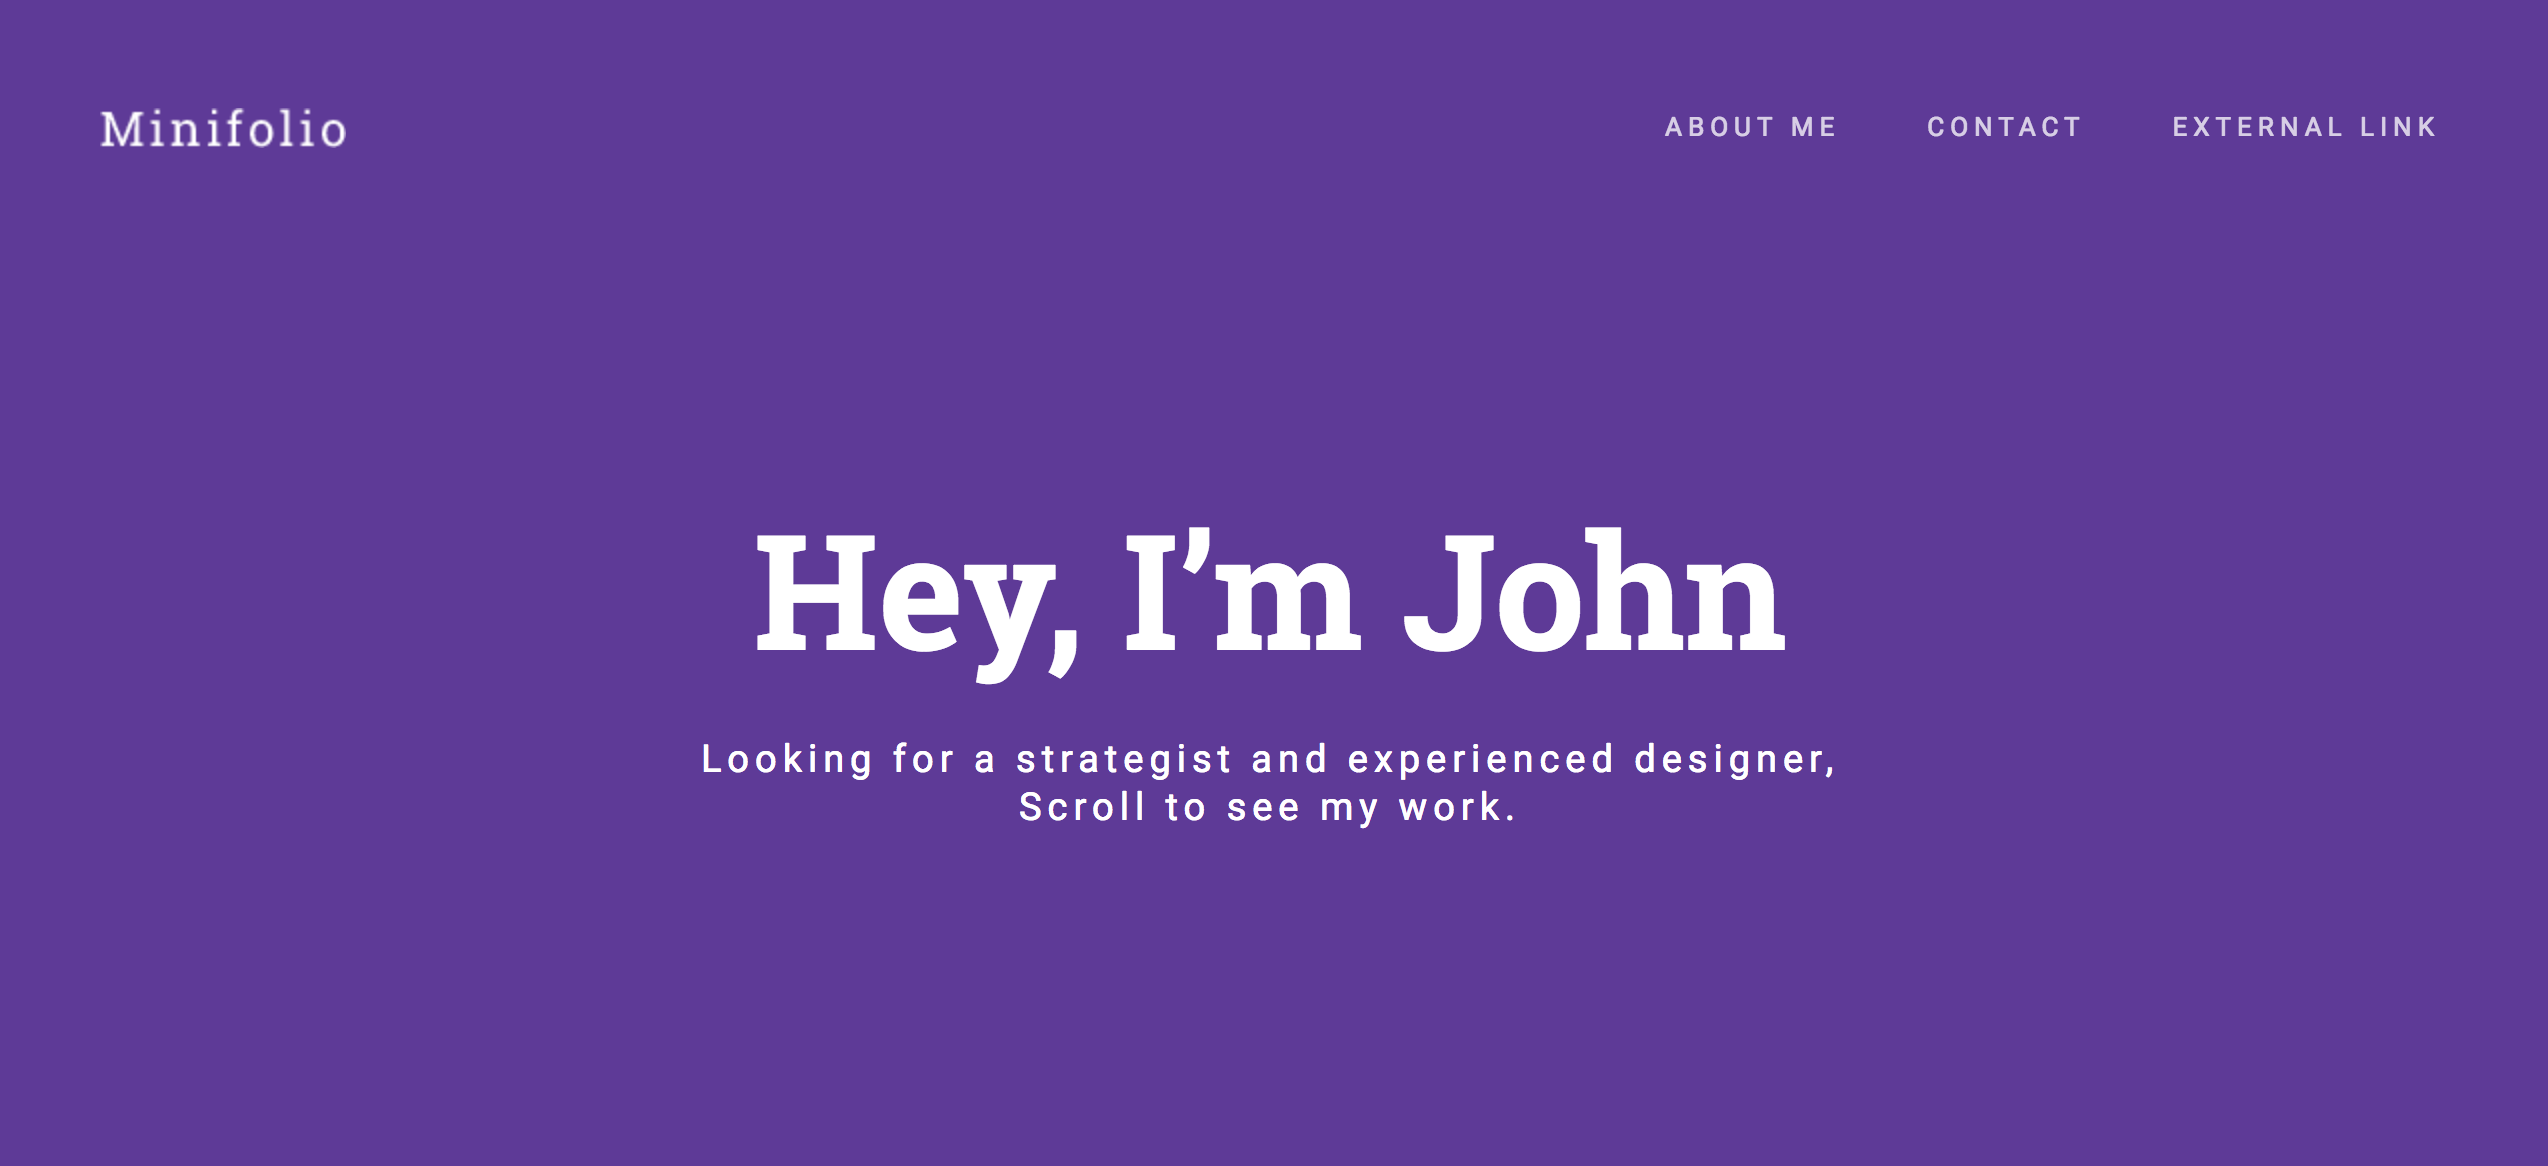 Minifolio
ABOUT ME
CONTACT
EXTERNAL LINK
Hey, I’m John
Looking for a strategist and experienced designer,
Scroll to see my work.